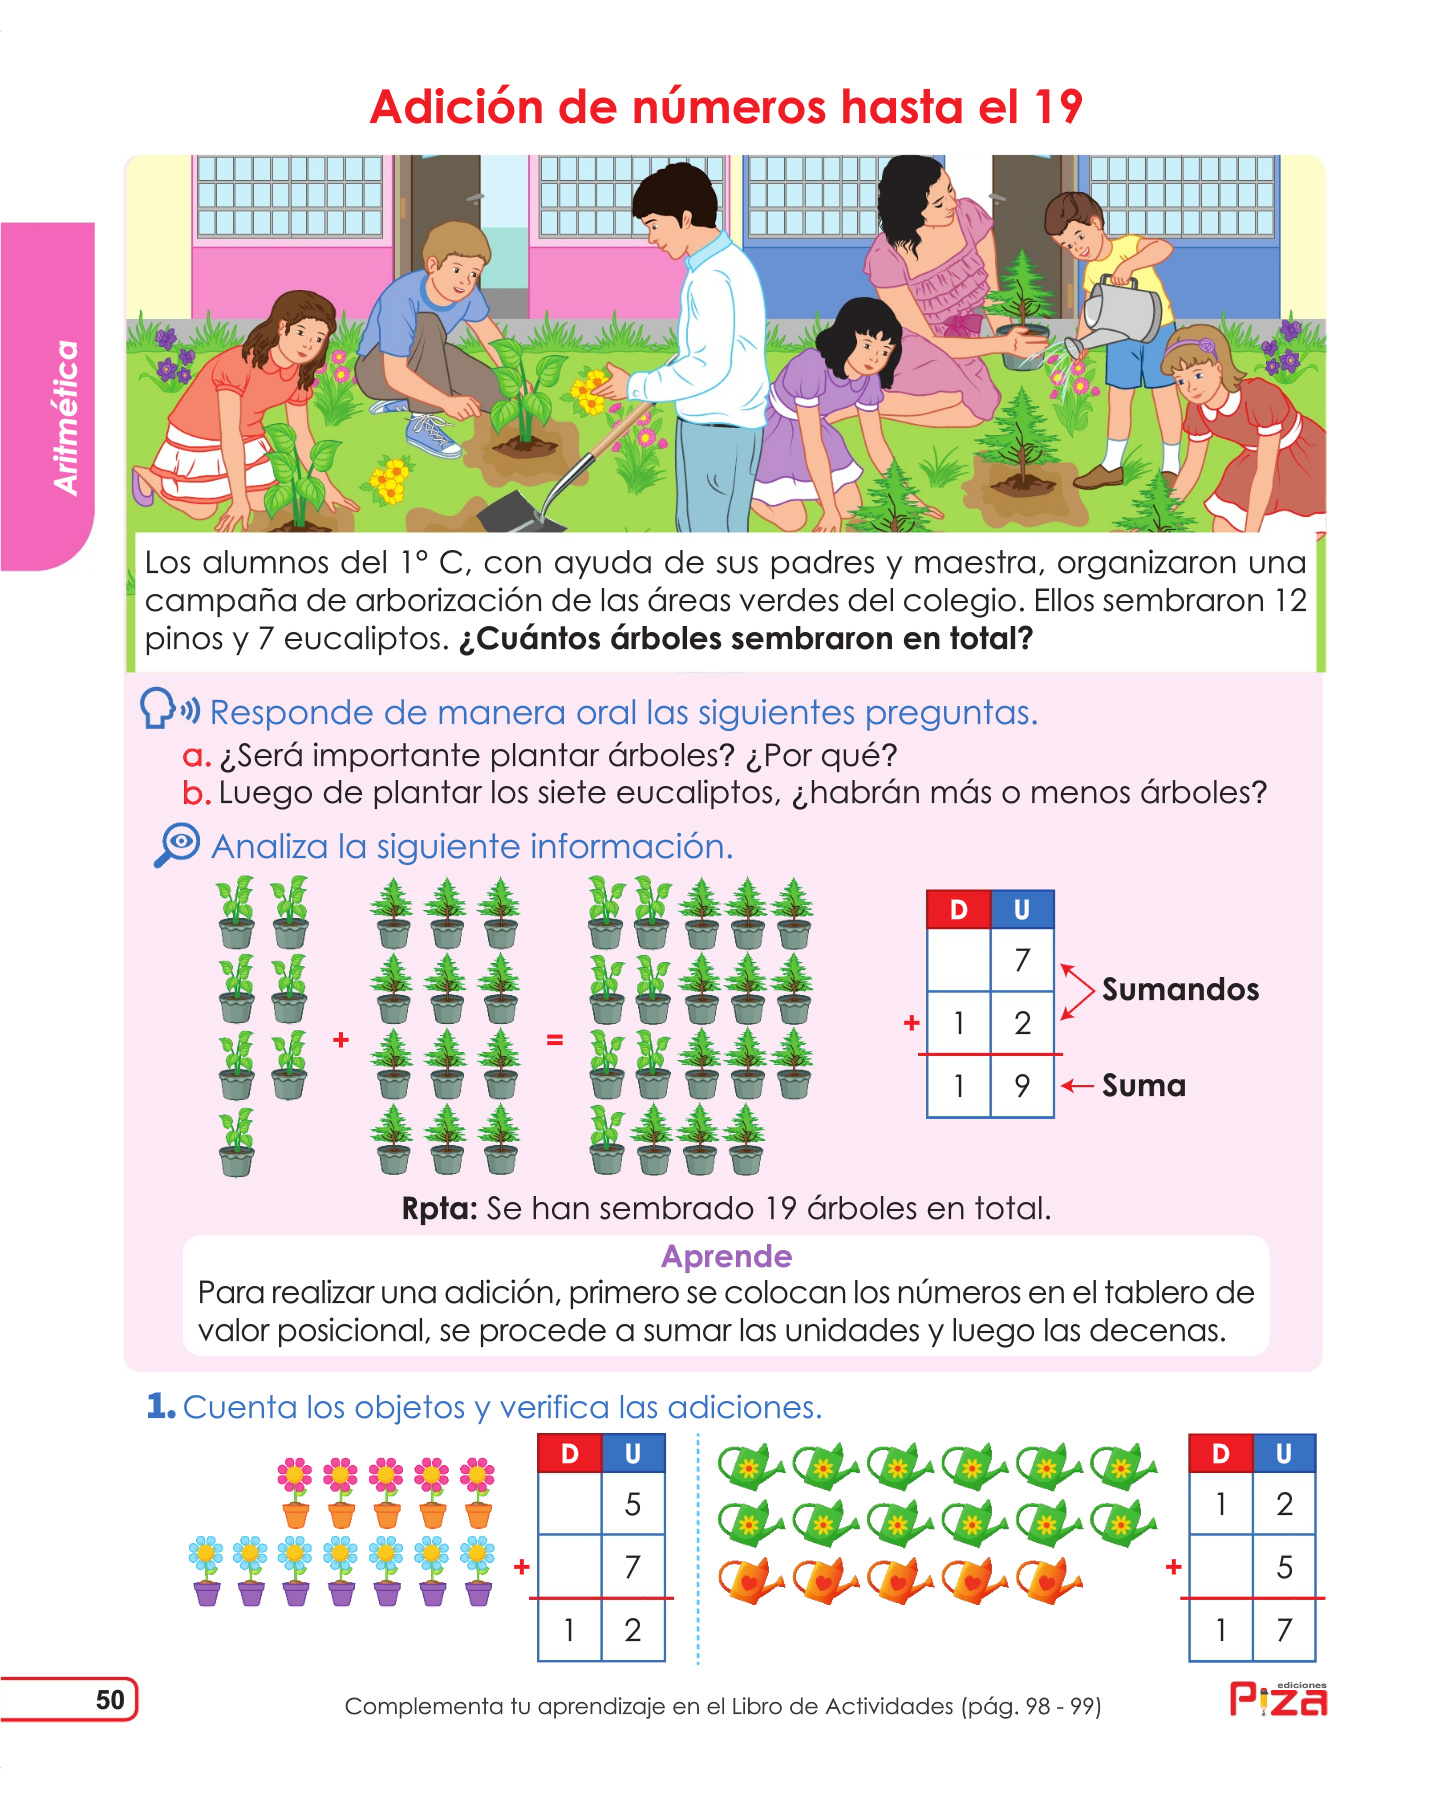 Adición de números hasta el 19
Aritmética
Los alumnos del 1° C, con ayuda de sus padres y maestra, organizaron una
campaña de arborización de las áreas verdes del colegio. Ellos sembraron 12
pinos y 7 eucaliptos. ¿Cuántos árboles sembraron en total?
Responde de manera oral las siguientes preguntas.
a. ¿Será importante plantar árboles? ¿Por qué?
b. Luego de plantar los siete eucaliptos, ¿habrán más o menos árboles?
Analiza la siguiente información.
+ =
D U
7
+ 1 2
1 9
Sumandos
Suma
Rpta: Se han sembrado 19 árboles en total.
Aprende
Para realizar una adición, primero se colocan los números en el tablero de
valor posicional, se procede a sumar las unidades y luego las decenas.
1. Cuenta los objetos y verifica las adiciones.
D U
5
+ 7
1 2
D U
1 2
+ 5
1 7
50
Complementa tu aprendizaje en el Libro de Actividades (pág. 98 - 99)
ediciones
Piza